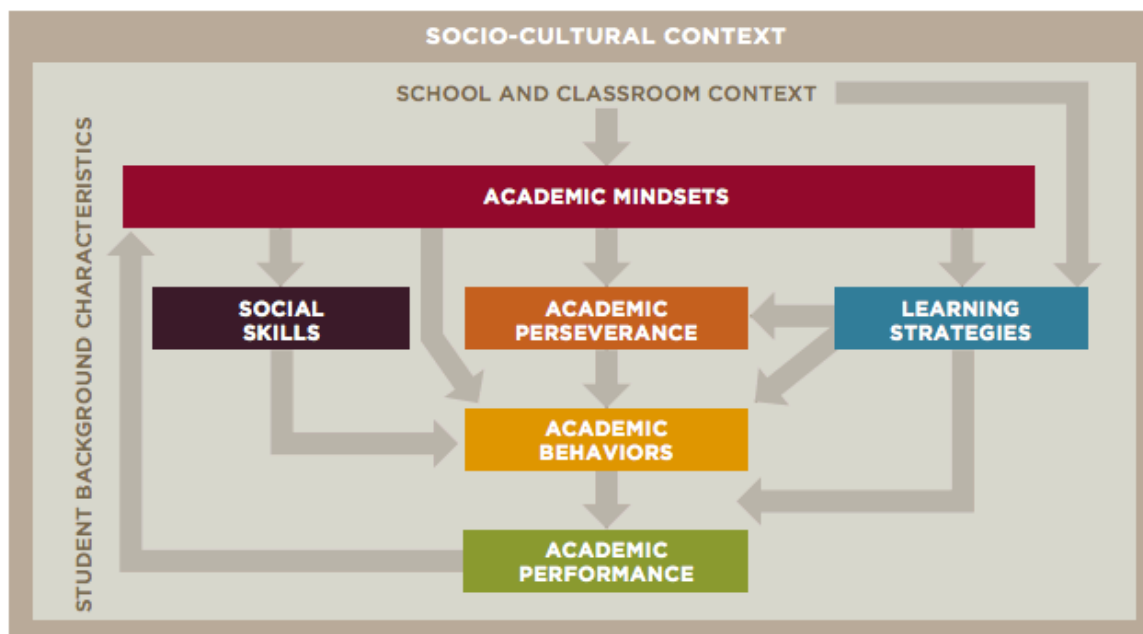 SOCIO-CULTURAL CONTEXT
SCHOOL AND CLASSROOM CONTEXT
STUDENT BACKGROUND CHARACTERISTICS
ACADEMIC MINDSETS
SOCIAL
SKILLS
ACADEMIC
PERSEVERANCE
LEARNING
STRATEGIES
ACADEMIC
BEHAVIORS
ACADEMIC
PERFORMANCE